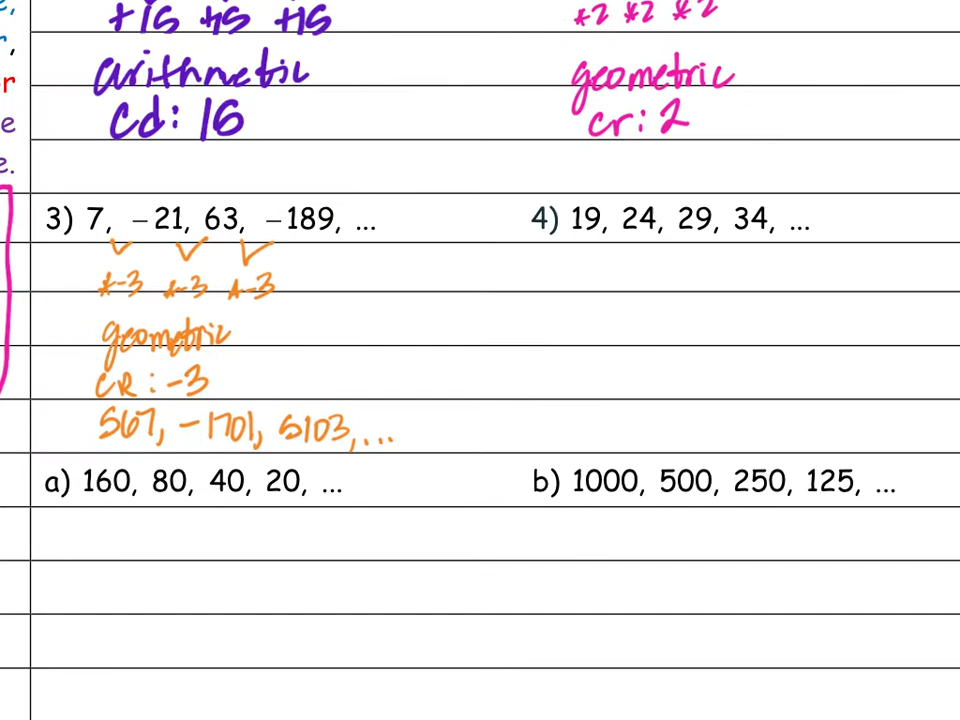 e,
r,
or
e
e.
+16 +16 +16
*2 *2 *2
arithmetic
geometric
Cd: 16
cr: 2
3) 7, −21, 63, −189, ...
4) 19, 24, 29, 34, ...
*-3 *-3 *-3
geometric
CR: -3
567, -1701, 5103, ...
a) 160, 80, 40, 20, ...
b) 1000, 500, 250, 125, ...